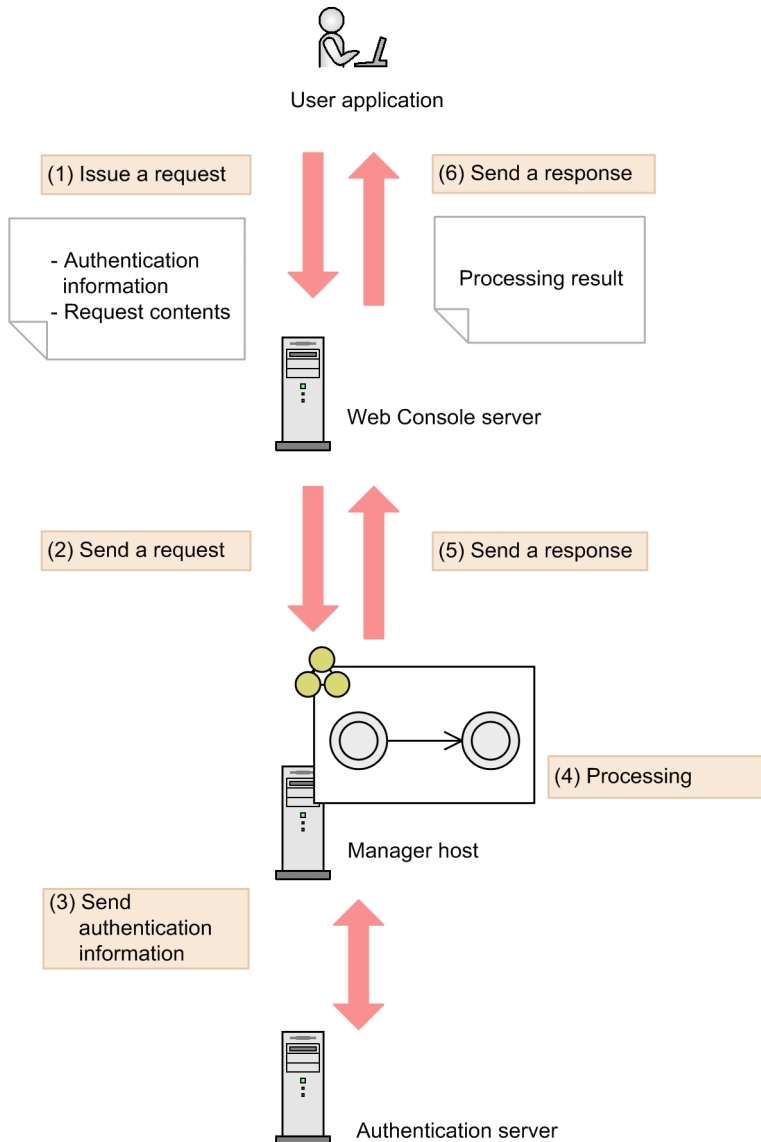 User application
(1) Issue a request
(6) Send a response
- Authentication
information
- Request contents
Processing result
Web Console server
(2) Send a request
(5) Send a response
(4) Processing
Manager host
(3) Send
authentication
information
Authentication server